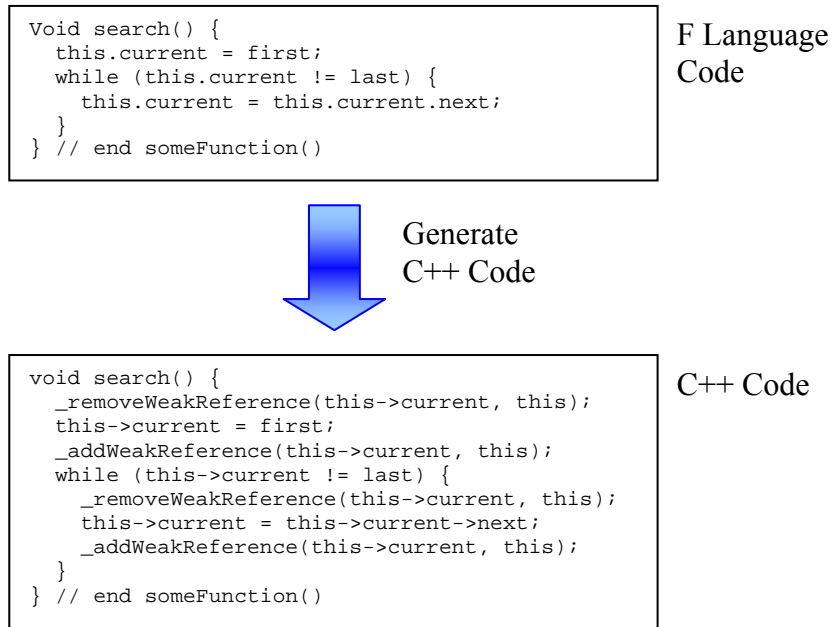 Void search() {
  this.current = first;
  while (this.current != last) {
    this.current = this.current.next;
  }
} // end someFunction()
F Language
Code
Generate
C++ Code
void search() {
  _removeWeakReference(this->current, this);
  this->current = first;
  _addWeakReference(this->current, this);
  while (this->current != last) {
    _removeWeakReference(this->current, this);
    this->current = this->current->next;
    _addWeakReference(this->current, this);
  }
} // end someFunction()
C++ Code